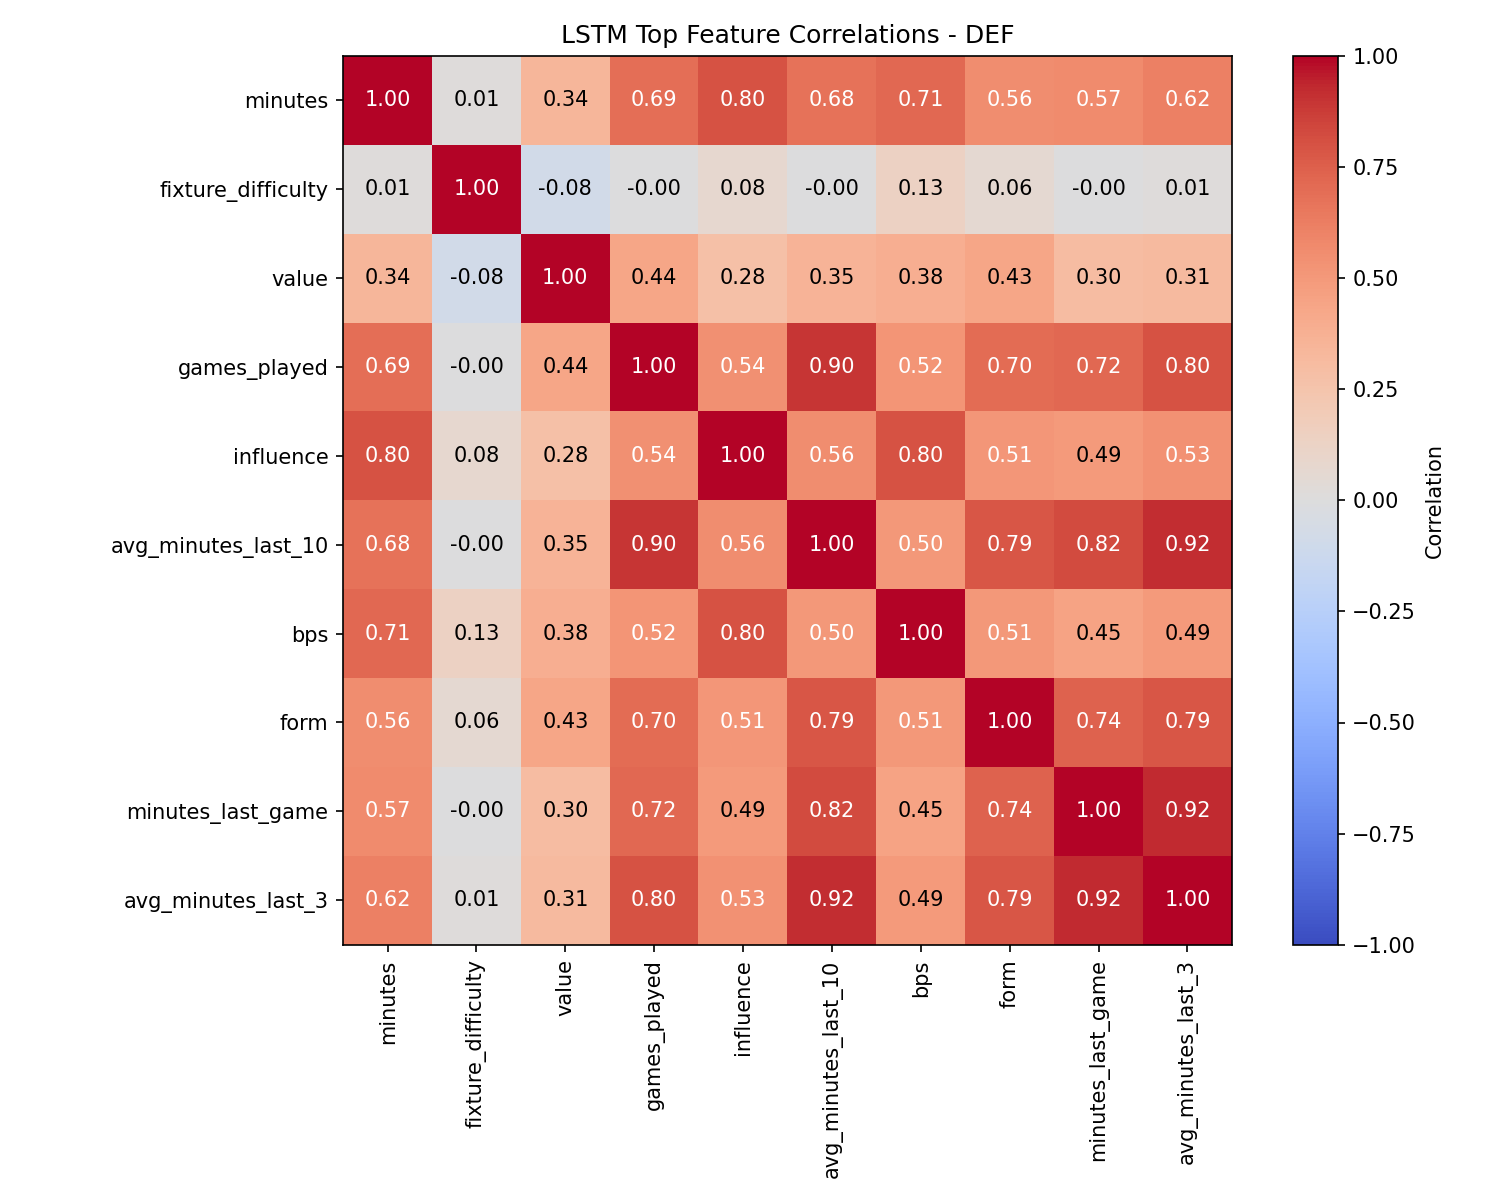 LSTM Top Feature Correlations - DEF
minutes 1.00 0.01 0.34 0.69 0.80 0.68 0.71 0.56 0.57 0.62
fixture_difficulty 0.01 1.00 -0.08 -0.00 0.08 -0.00 0.13 0.06 -0.00 0.01
value 0.34 -0.08 1.00 0.44 0.28 0.35 0.38 0.43 0.30 0.31
games_played 0.69 -0.00 0.44 1.00 0.54 0.90 0.52 0.70 0.72 0.80
influence 0.80 0.08 0.28 0.54 1.00 0.56 0.80 0.51 0.49 0.53
avg_minutes_last_10 0.68 -0.00 0.35 0.90 0.56 1.00 0.50 0.79 0.82 0.92
bps 0.71 0.13 0.38 0.52 0.80 0.50 1.00 0.51 0.45 0.49
form 0.56 0.06 0.43 0.70 0.51 0.79 0.51 1.00 0.74 0.79
minutes_last_game 0.57 -0.00 0.30 0.72 0.49 0.82 0.45 0.74 1.00 0.92
avg_minutes_last_3 0.62 0.01 0.31 0.80 0.53 0.92 0.49 0.79 0.92 1.00
minutes
fixture_difficulty
value
games_played
influence
avg_minutes_last_10
bps
form
minutes_last_game
avg_minutes_last_3
1.00
0.75
0.50
0.25
0.00
−0.25
−0.50
−0.75
−1.00
Correlation